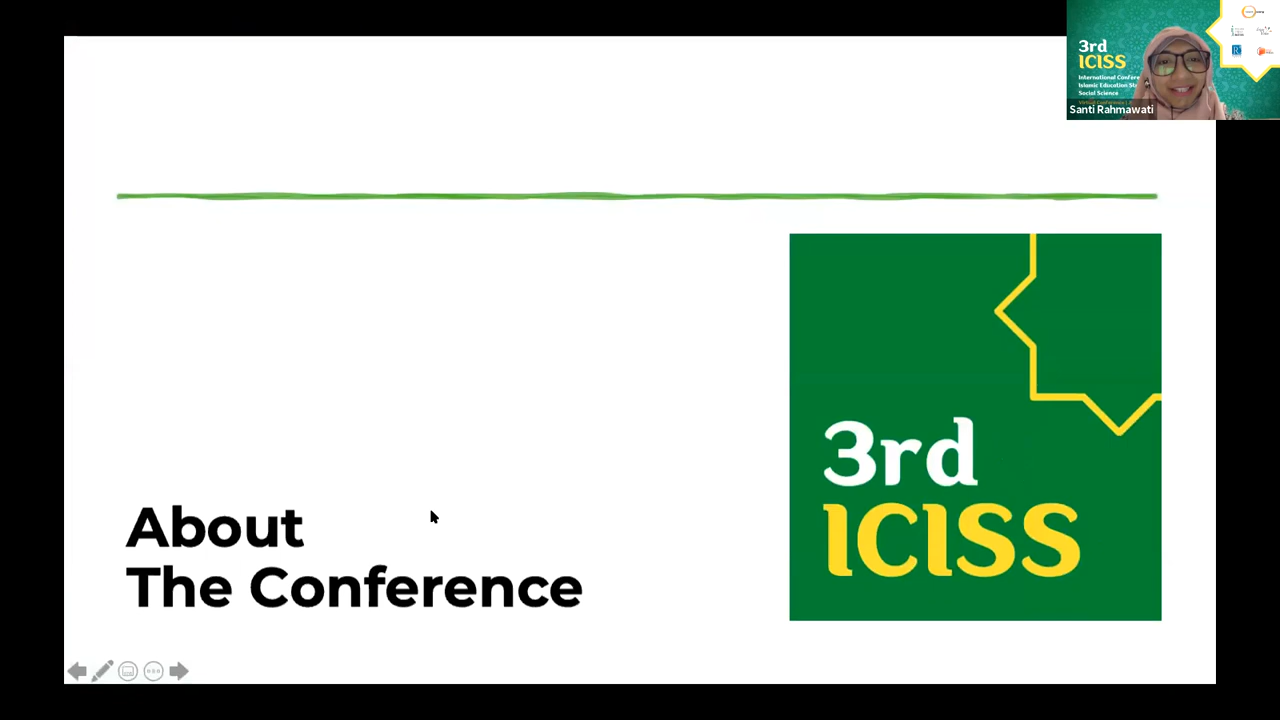 3rd
ICISS
International Confere
Islamic Education St
Social Science
Santi Rahmawati
3rd
ICISS
About
The Conference